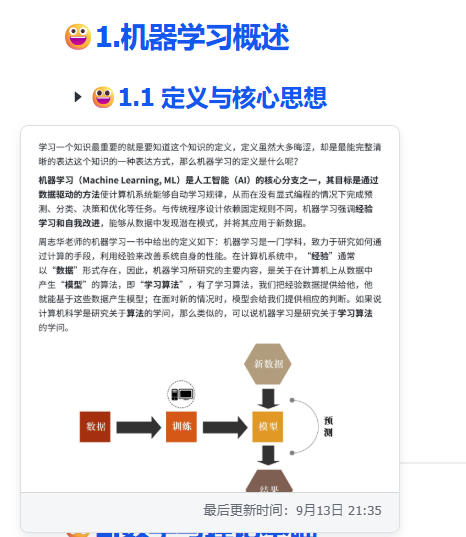 1.机器学习概述
1.1 定义与核心思想
学习一个知识最重要的就是要知道这个知识的定义，定义虽然大多晦涩，却是最能完整清
晰的表达这个知识的一种表达方式，那么机器学习的定义是什么呢？
机器学习（Machine Learning, ML）是人工智能（AI）的核心分支之一，其目标是通过
数据驱动的方法使计算机系统能够自动学习规律，从而在没有显式编程的情况下完成预
测、分类、决策和优化等任务。与传统程序设计依赖固定规则不同，机器学习强调经验
学习和自我改进，能够从数据中发现潜在模式，并将其应用于新数据。
周志华老师的机器学习一书中给出的定义如下：机器学习是一门学科，致力于研究如何通
过计算的手段，利用经验来改善系统自身的性能。在计算机系统中，“经验”通常
以“数据”形式存在，因此，机器学习所研究的主要内容，是关于在计算机上从数据中
产生“模型”的算法，即“学习算法”，有了学习算法，我们把经验数据提供给他，他
就能基于这些数据产生模型；在面对新的情况时，模型会给我们提供相应的判断。如果说
计算机科学是研究关于算法的学问，那么类似的，可以说机器学习是研究关于学习算法
的学问。
新数据
数据
训练
模型
预
测
结果
最后更新时间：9月13日 21:35